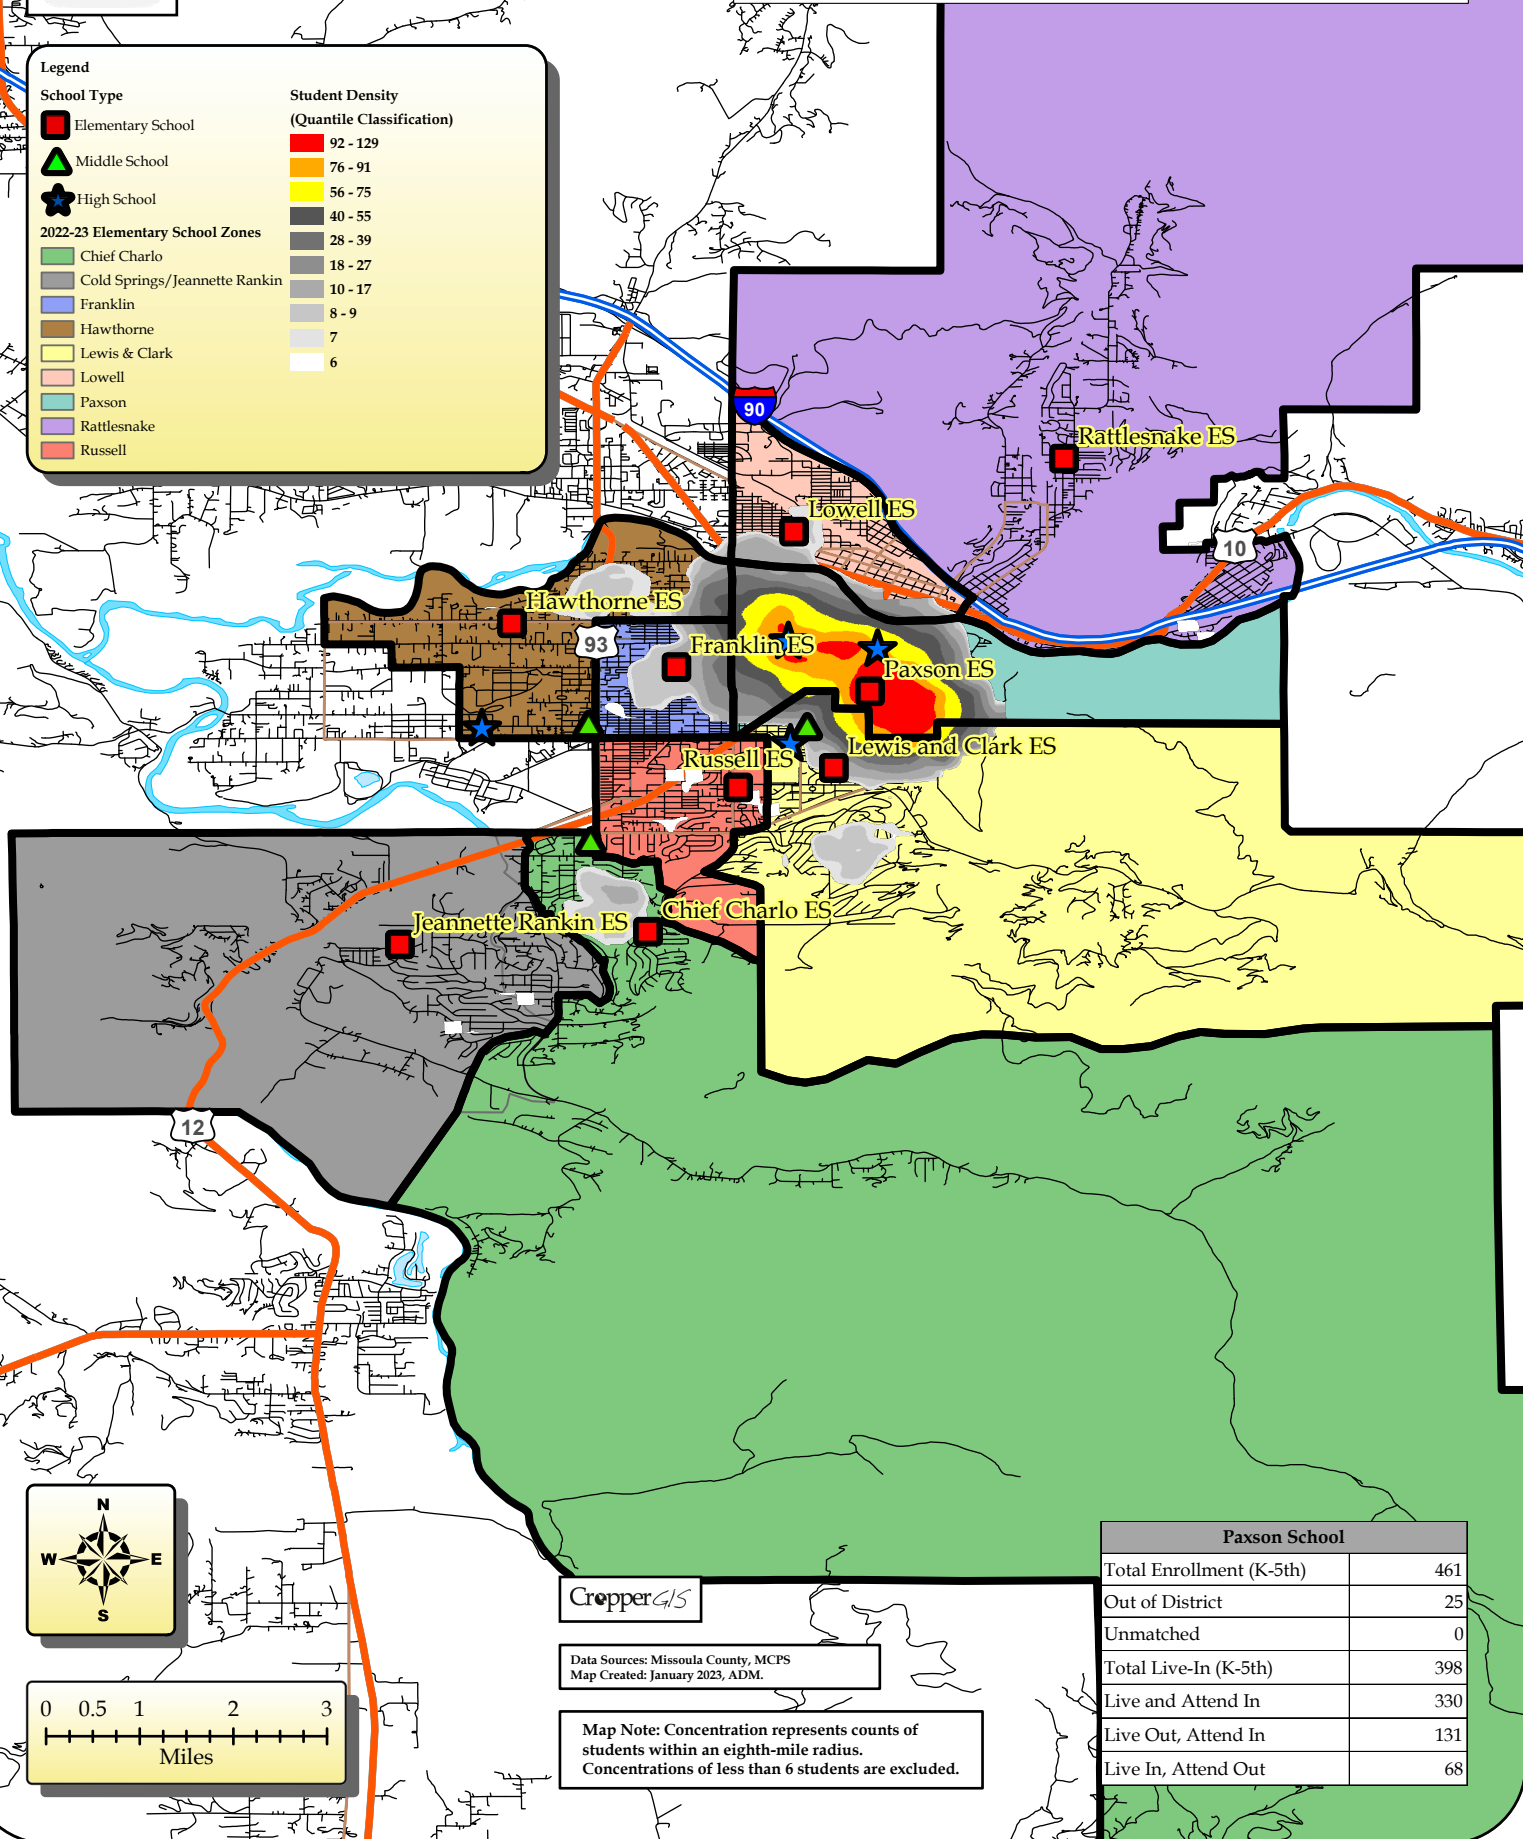 Legend
School Type
Elementary School
Middle School
High School
2022-23 Elementary School Zones
Chief Charlo
Cold Springs/Jeannette Rankin
Franklin
Hawthorne
Lewis & Clark
Lowell
Paxson
Rattlesnake
Russell
Student Density
(Quantile Classification)
92 - 129
76 - 91
56 - 75
40 - 55
28 - 39
18 - 27
10 - 17
8 - 9
7
6
90
Rattlesnake ES
Lowell ES
10
Hawthorne ES
93
Franklin ES
Paxson ES
Lewis and Clark ES
Russell ES
Chief Charlo ES
Jeannette Rankin ES
12
N
W
E
S
0 0.5 1 2 3
Miles
CropperGIS
Data Sources: Missoula County, MCPS
Map Created: January 2023, ADM.
Map Note: Concentration represents counts of
students within an eighth-mile radius.
Concentrations of less than 6 students are excluded.
Paxson School
Total Enrollment (K-5th) 461
Out of District 25
Unmatched 0
Total Live-In (K-5th) 398
Live and Attend In 330
Live Out, Attend In 131
Live In, Attend Out 68